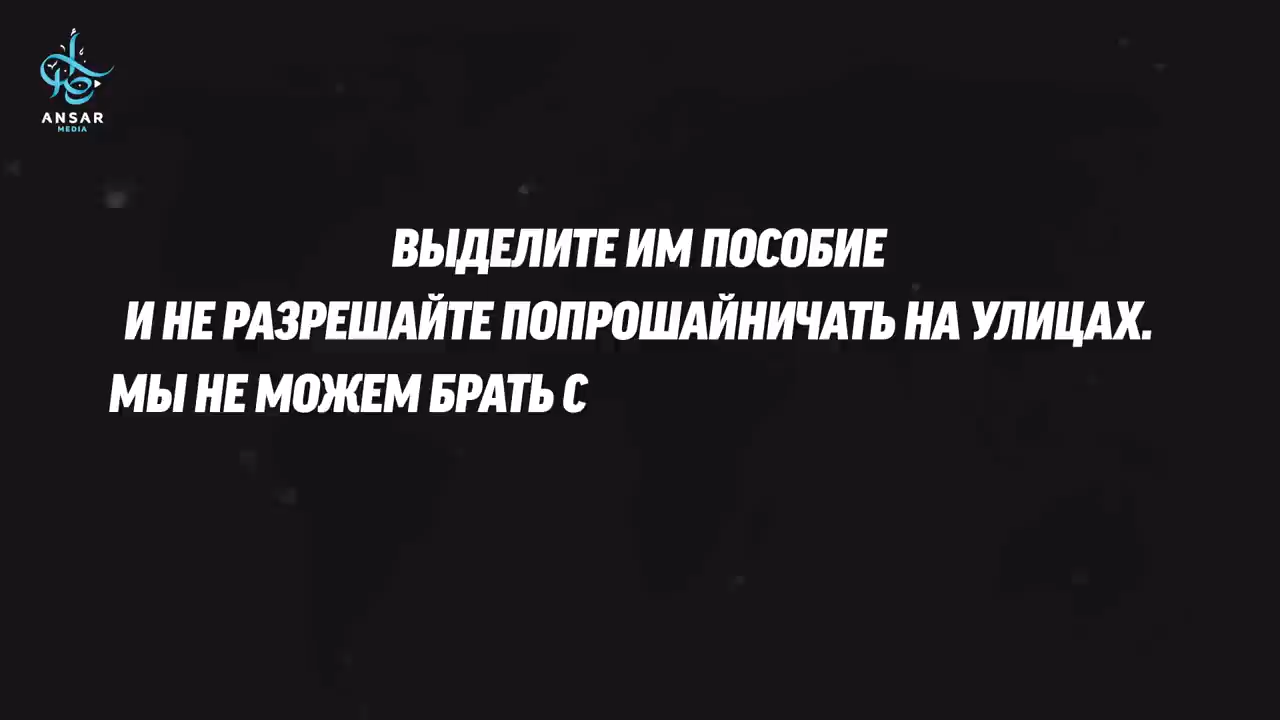 ANSAR
MEDIA
ВЫДЕЛИТЕ ИМ ПОСОБИЕ
И НЕ РАЗРЕШАЙТЕ ПОПРОШАЙНИЧАТЬ НА УЛИЦАХ.
МЫ НЕ МОЖЕМ БРАТЬ С